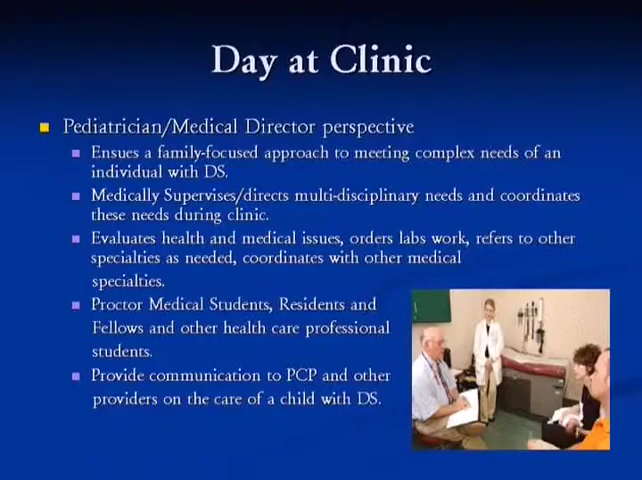 Day at Clinic
Pediatrician/Medical Director perspective
Ensues a family-focused approach to meeting complex needs of an
individual with DS.
Medically Supervises/directs multi-disciplinary needs and coordinates
these needs during clinic.
Evaluates health and medical issues, orders labs work, refers to other
specialties as needed, coordinates with other medical
specialties.
Proctor Medical Students, Residents and
Fellows and other health care professional
students.
Provide communication to PCP and other
providers on the care of a child with DS.